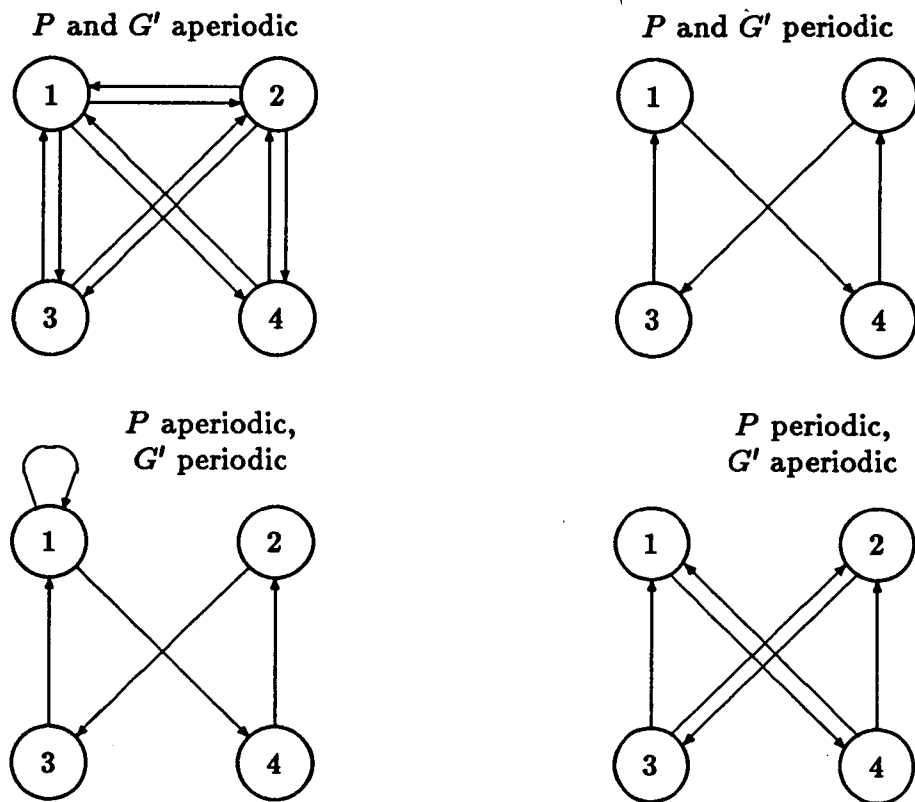 P and G′ aperiodic
P and G′ periodic
1
2
1
2
3
4
3
4
P aperiodic,
G′ periodic
P periodic,
G′ aperiodic
1
2
1
2
3
4
3
4